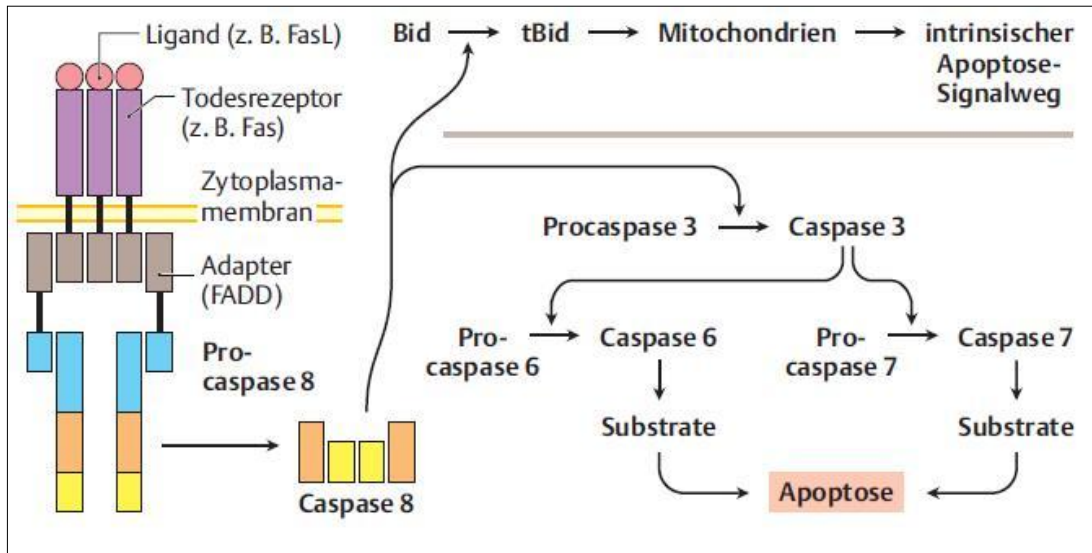 Ligand (z. B. FasL)
Todesrezeptor
(z. B. Fas)
Zytoplasma-
membran
Adapter
(FADD)
Pro-
caspase 8
Caspase 8
Bid
tBid
Mitochondrien
intrinsischer
Apoptose-
Signalweg
Procaspase 3
Caspase 3
Pro-
caspase 6
Caspase 6
Pro-
caspase 7
Caspase 7
Substrate
Substrate
Apoptose